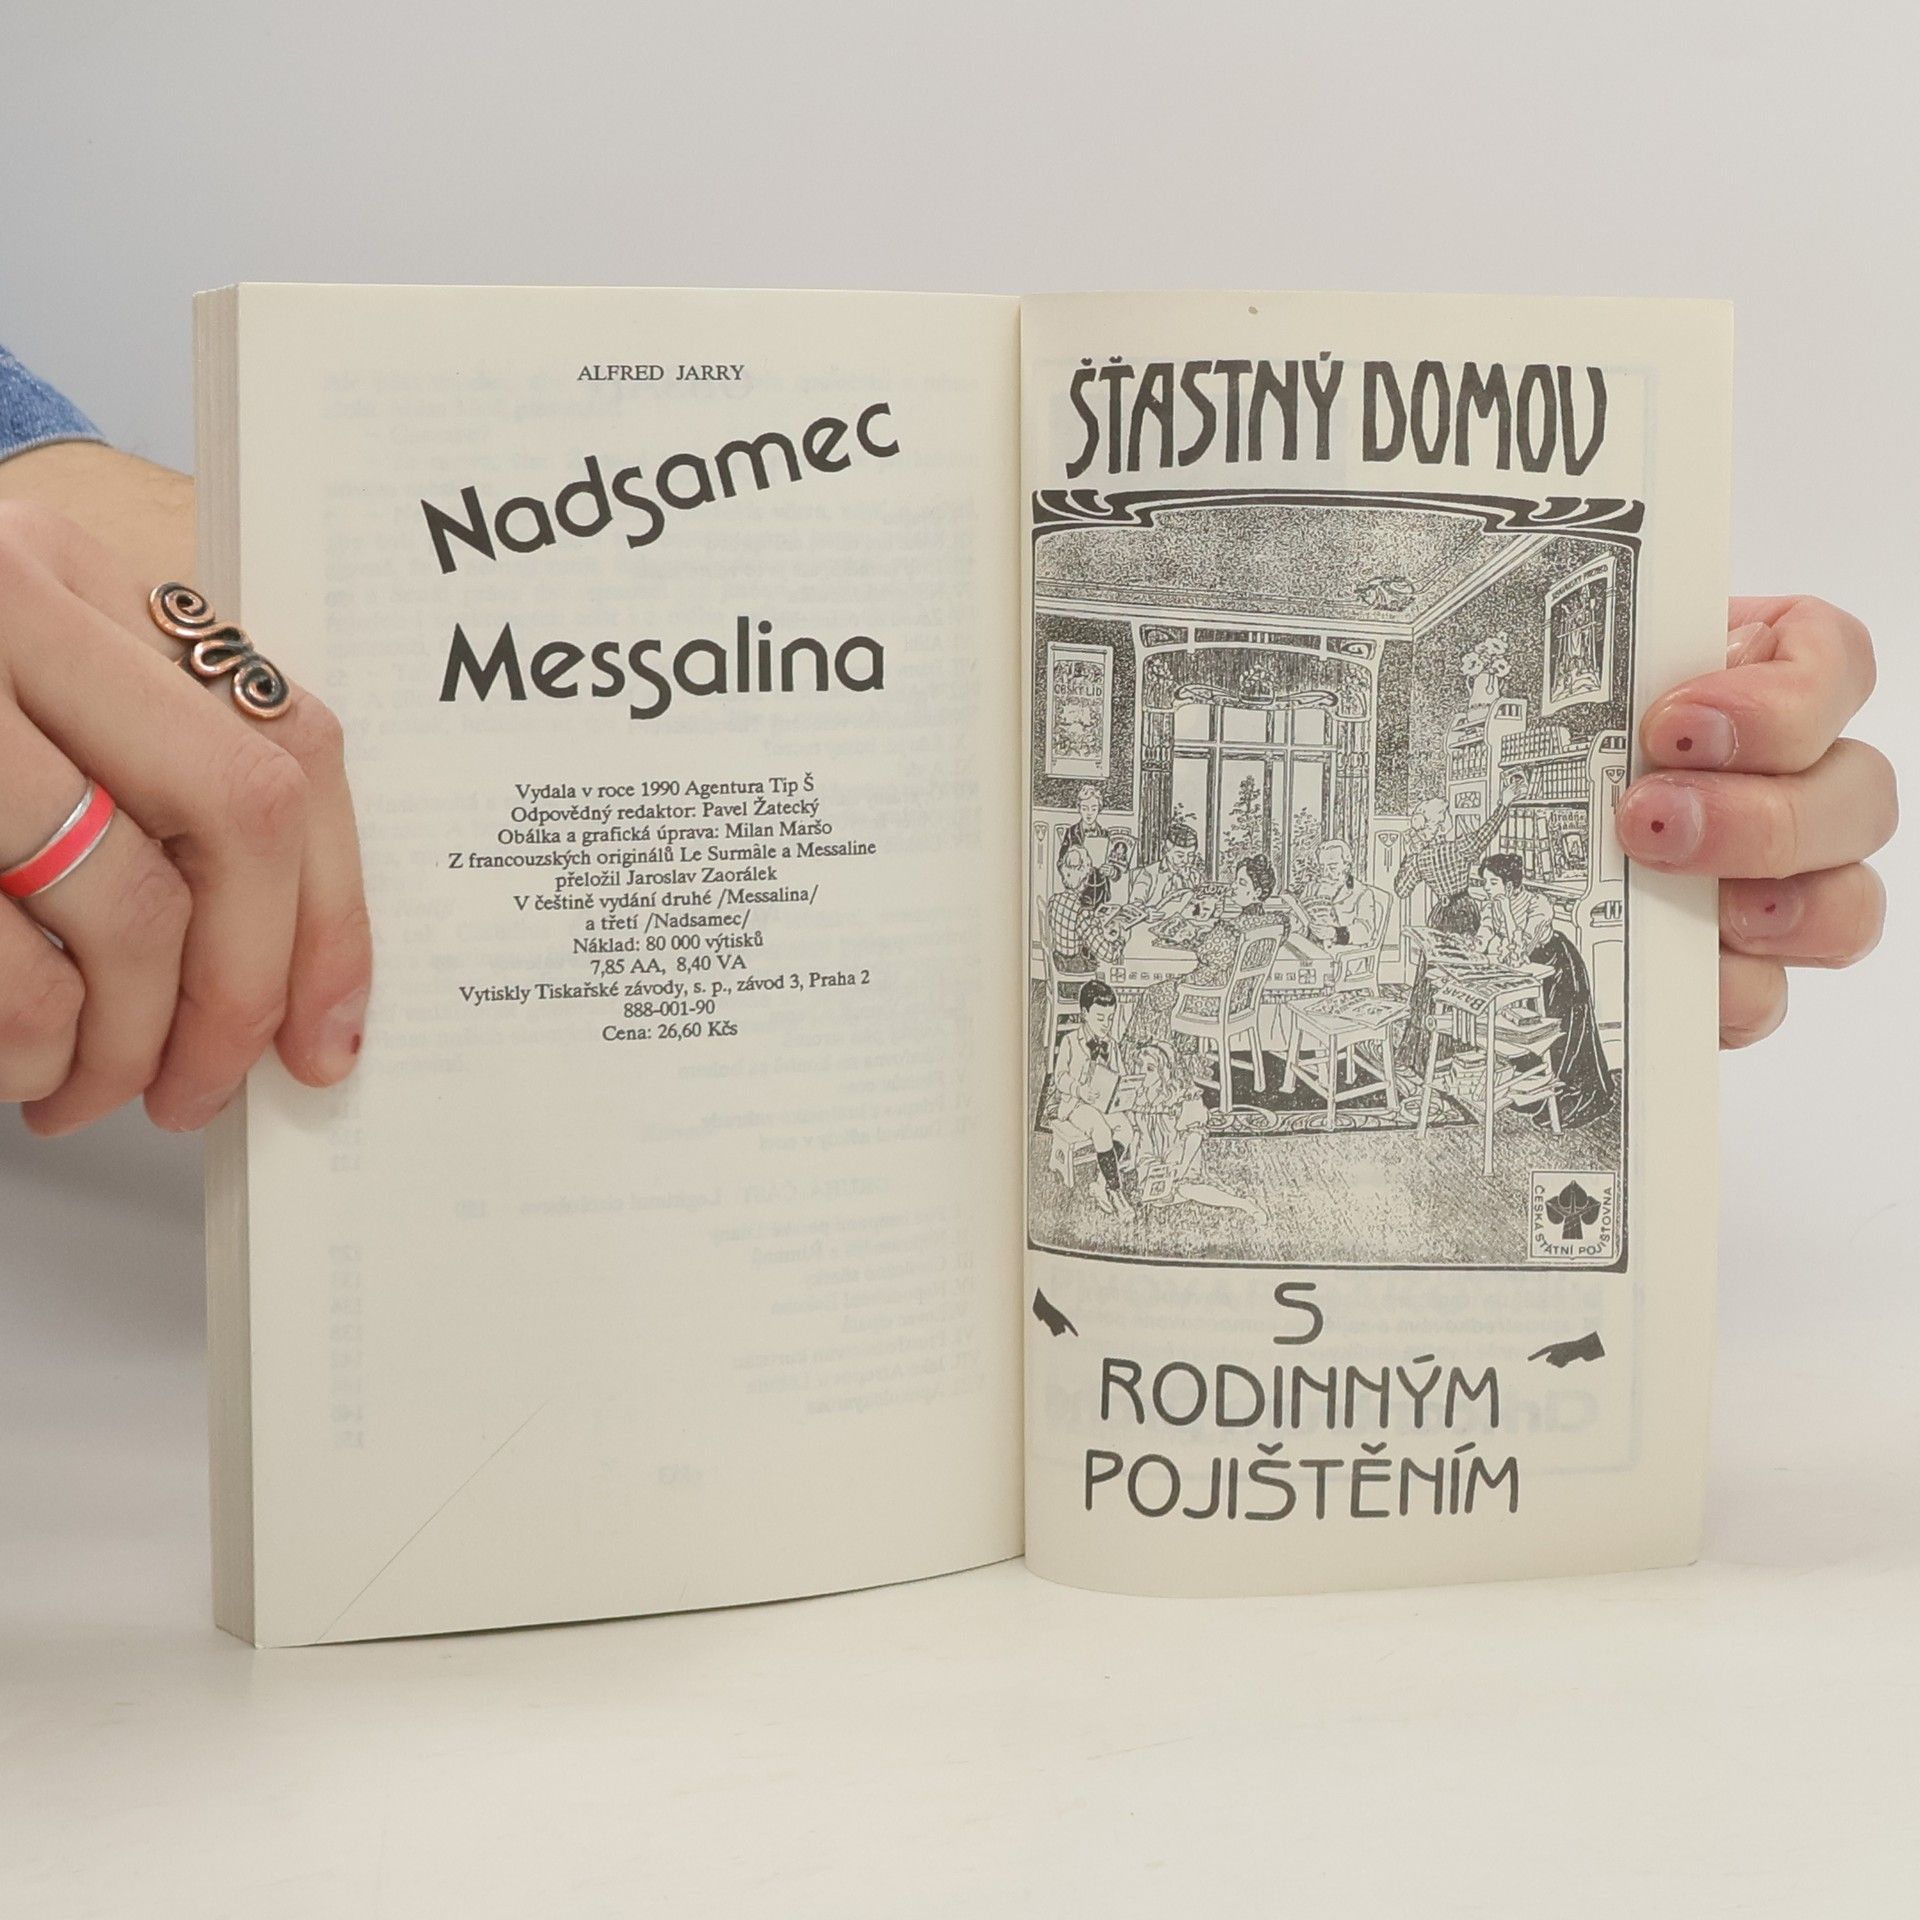 ALFRED JARRY
Nadsamec
Messalina
Vydala v roce 1990 Agentura Tip Š
Odpovědný redaktor: Pavel Žatecký
Obálka a grafická úprava: Milan Maršo
Z francouzských originálů Le Surmâle a Messaline
přeložil Jaroslav Zaorálek
V češtině vydání druhé /Messalina/
a třetí /Nadsamec/
Náklad: 80 000 výtisků
7,85 AA, 8,40 VA
Vytiskly Tiskařské závody, s. p., závod 3, Praha 2
888-001-90
Cena: 26,60 Kčs
ŠŤASTNÝ DOMOV
ČESKÝ LID
BAZAR
ČESKÁ STÁTNÍ POJIŠŤOVNA
S
RODINNÝM
POJIŠTĚNÍM